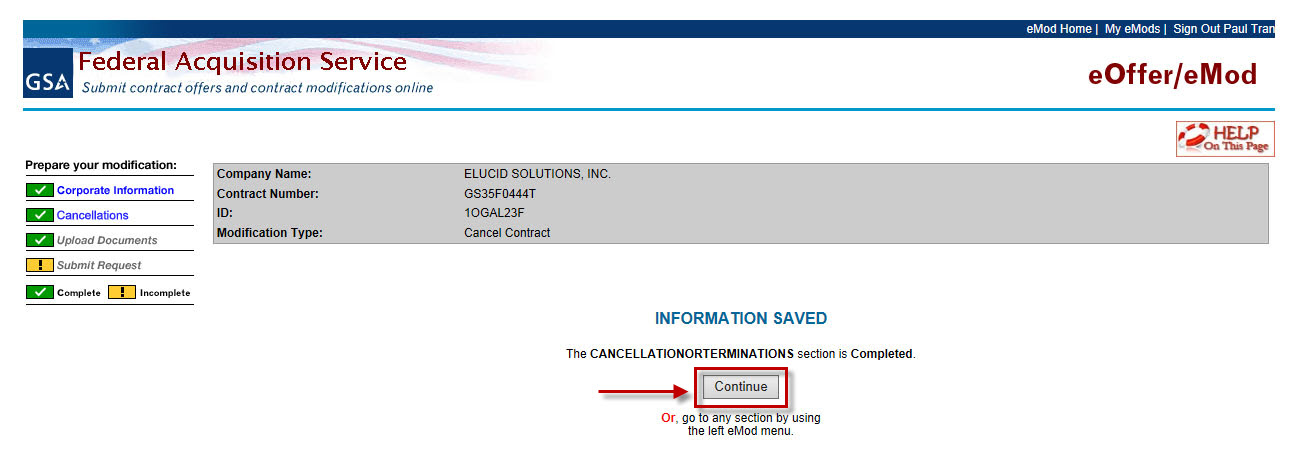 eMod Home | My eMods | Sign Out Paul Tran
GSA
Federal Acquisition Service
Submit contract offers and contract modifications online
eOffer/eMod
HELP
On This Page
Prepare your modification:
Corporate Information
Cancellations
Upload Documents
! Submit Request
Complete ! Incomplete
Company Name: ELUCID SOLUTIONS, INC.
Contract Number: GS35F0444T
ID: 1OGAL23F
Modification Type: Cancel Contract
INFORMATION SAVED
The CANCELLATIONORTERMINATIONS section is Completed.
Continue
Or, go to any section by using
the left eMod menu.